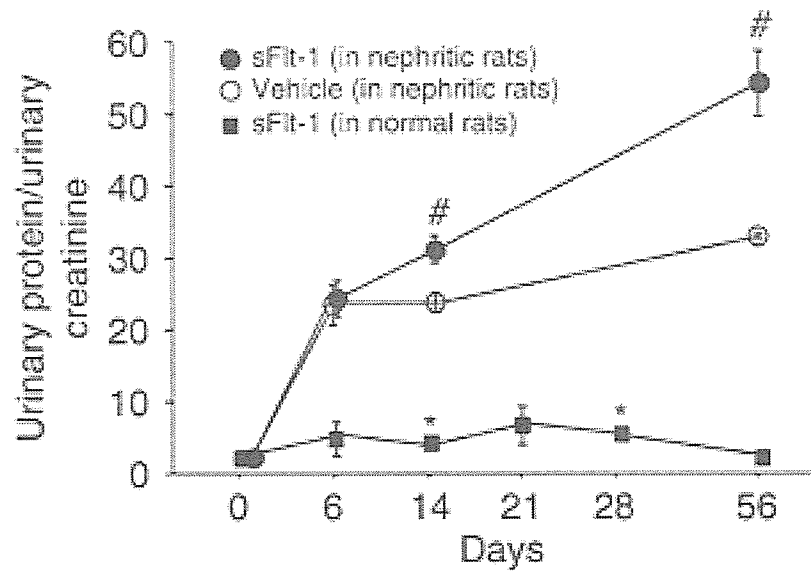 Urinary protein/urinary
creatinine
60
50
40
30
20
10
0
sFlt-1 (in nephritic rats)
Vehicle (in nephritic rats)
sFlt-1 (in normal rats)
#
#
*
*
0 6 14 21 28 56
Days